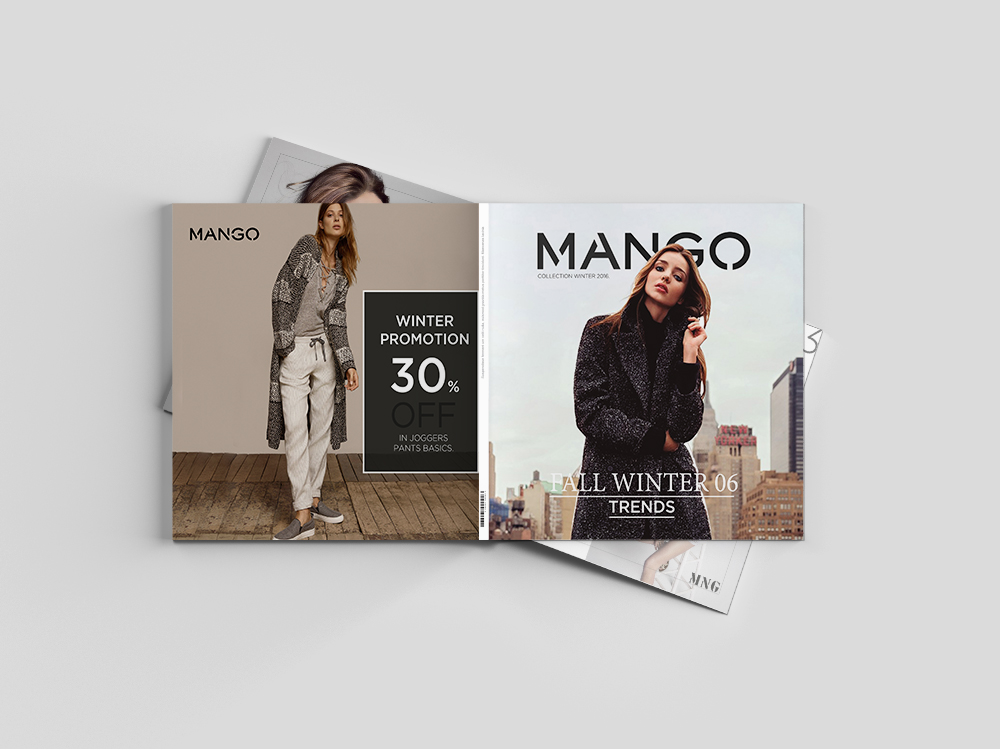 MANGO
WINTER
PROMOTION
30%
OFF
IN JOGGERS
PANTS BASICS.
MANGO
COLLECTION WINTER 2016.
FALL WINTER 06
TRENDS
MNG